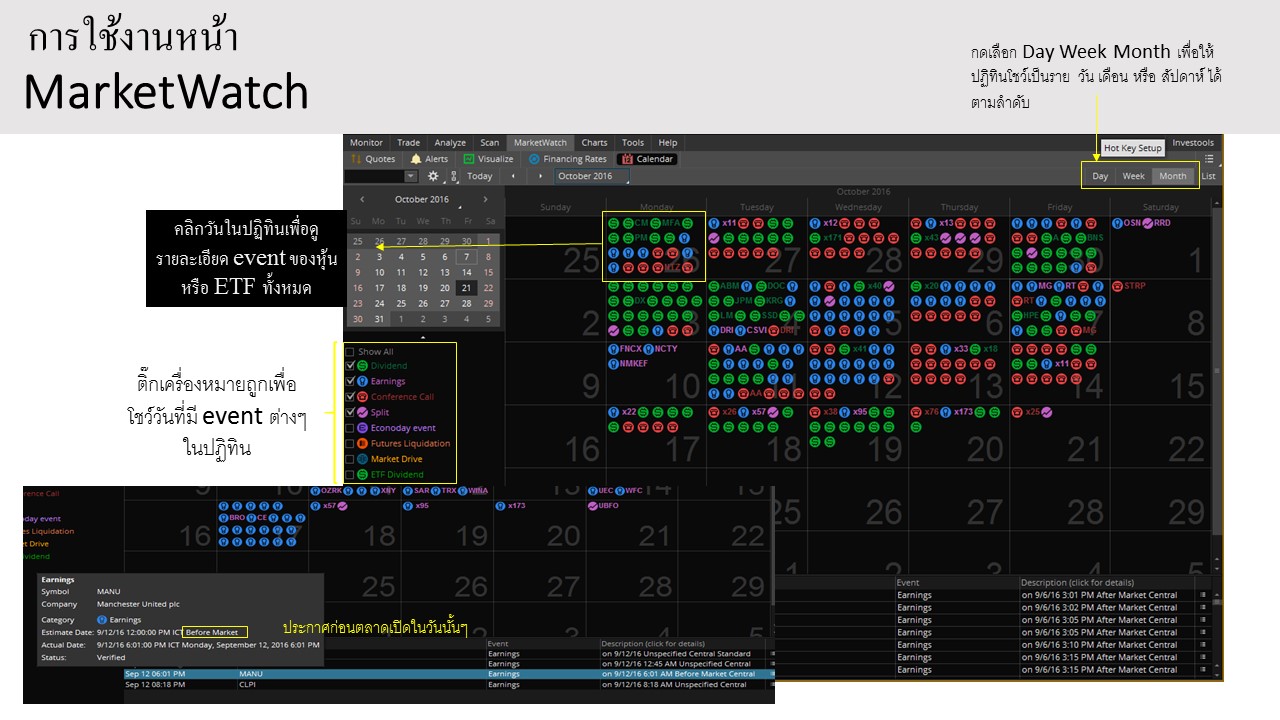 การใช้งานหน้า
MarketWatch
กดเลือก Day Week Month เพื่อให้
ปฏิทินโชว์เป็นราย วัน เดือน หรือ สัปดาห์ ได้
ตามลำดับ
Monitor Trade Analyze Scan MarketWatch Charts Tools Help
Hot Key Setup
Investools
Quotes Alerts Visualize Financing Rates Calendar
Today October 2016
Day Week Month List
October 2016
Su Mo Tu We Th Fr Sa
25 26 27 28 29 30 1
2 3 4 5 6 7 8
9 10 11 12 13 14 15
16 17 18 19 20 21 22
23 24 25 26 27 28 29
30 31 1 2 3 4 5
คลิกวันในปฏิทินเพื่อดู
รายละเอียด event ของหุ้น
หรือ ETF ทั้งหมด
Show All
Dividend
Earnings
Conference Call
Split
Econoday event
Futures Liquidation
Market Drive
ETF Dividend
ติ๊กเครื่องหมายถูกเพื่อ
โชว์วันที่มี event ต่างๆ
ในปฏิทิน
October 2016
Sunday Monday Tuesday Wednesday Thursday Friday Saturday
CM MFA x11 x12 x13 OSN RRD
PM x171 x43 A BNS
25 28 29 30 1
ABM DOC x40 x20 MG RT STRP
DX JPM KRG RT
LM SSD HPE
DRI CSVI DRI MG
2 3 4 5 6 7 8
FNCX NCTY AA x41 x33 x18
NMKEF x11
AA
9 10 11 12 13 14 15
x22 x26 x57 x38 x95 x76 x173 x25
16 17 18 19 20 21 22
25 26 27 28 29
OZRK XNY SAR TRX WINA UEC WFC
x57 x95 x173 UBFO
BRO CE
16 18 19 20 21 22
25 26 27 28 29
ence Call
oday event
es Liquidation
et Drive
ividend
Earnings
Symbol MANU
Company Manchester United plc
Category Earnings
Estimate Date: 9/12/16 12:00:00 PM ICT Before Market
Actual Date: 9/12/16 6:01:00 PM ICT Monday, September 12, 2016 6:01 PM
Status: Verified
ประกาศก่อนตลาดเปิดในวันนั้นๆ
Event Description (click for details)
Earnings on 9/12/16 Unspecified Central Standard
Earnings on 9/12/16 12:45 AM Unspecified Central
Sep 12 06:01 PM MANU Earnings on 9/12/16 6:01 AM Before Market Central
Sep 12 08:18 PM CLPI Earnings on 9/12/16 8:18 AM Unspecified Central
Event Description (click for details)
Earnings on 9/6/16 3:01 PM After Market Central
Earnings on 9/6/16 3:02 PM After Market Central
Earnings on 9/6/16 3:05 PM After Market Central
Earnings on 9/6/16 3:05 PM After Market Central
Earnings on 9/6/16 3:10 PM After Market Central
Earnings on 9/6/16 3:15 PM After Market Central
Earnings on 9/6/16 3:15 PM After Market Central